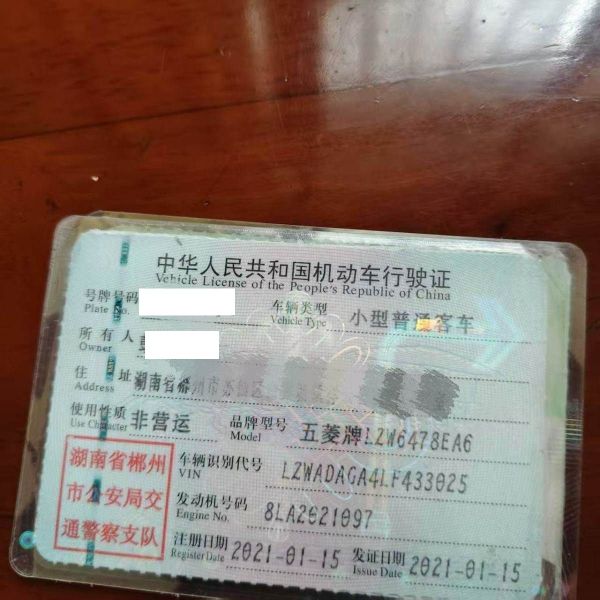 中华人民共和国机动车行驶证
Vehicle License of the People's Republic of China
号牌号码 车辆类型 小型普通客车
Plate No. Vehicle Type
所有人
Owner
住址 湖南省郴州市苏仙区
Address
使用性质 非营运 品牌型号 五菱牌LZW6478EA6
Use Character Model
湖南省郴州 车辆识别代号 LZWADAGA4LF433025
VIN
市公安局交 发动机号码 8LA2621097
Engine No.
通警察支队 注册日期 2021-01-15 发证日期 2021-01-15
Register Date Issue Date